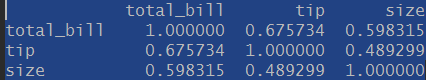 total_bill tip size
total_bill 1.000000 0.675734 0.598315
tip 0.675734 1.000000 0.489299
size 0.598315 0.489299 1.000000